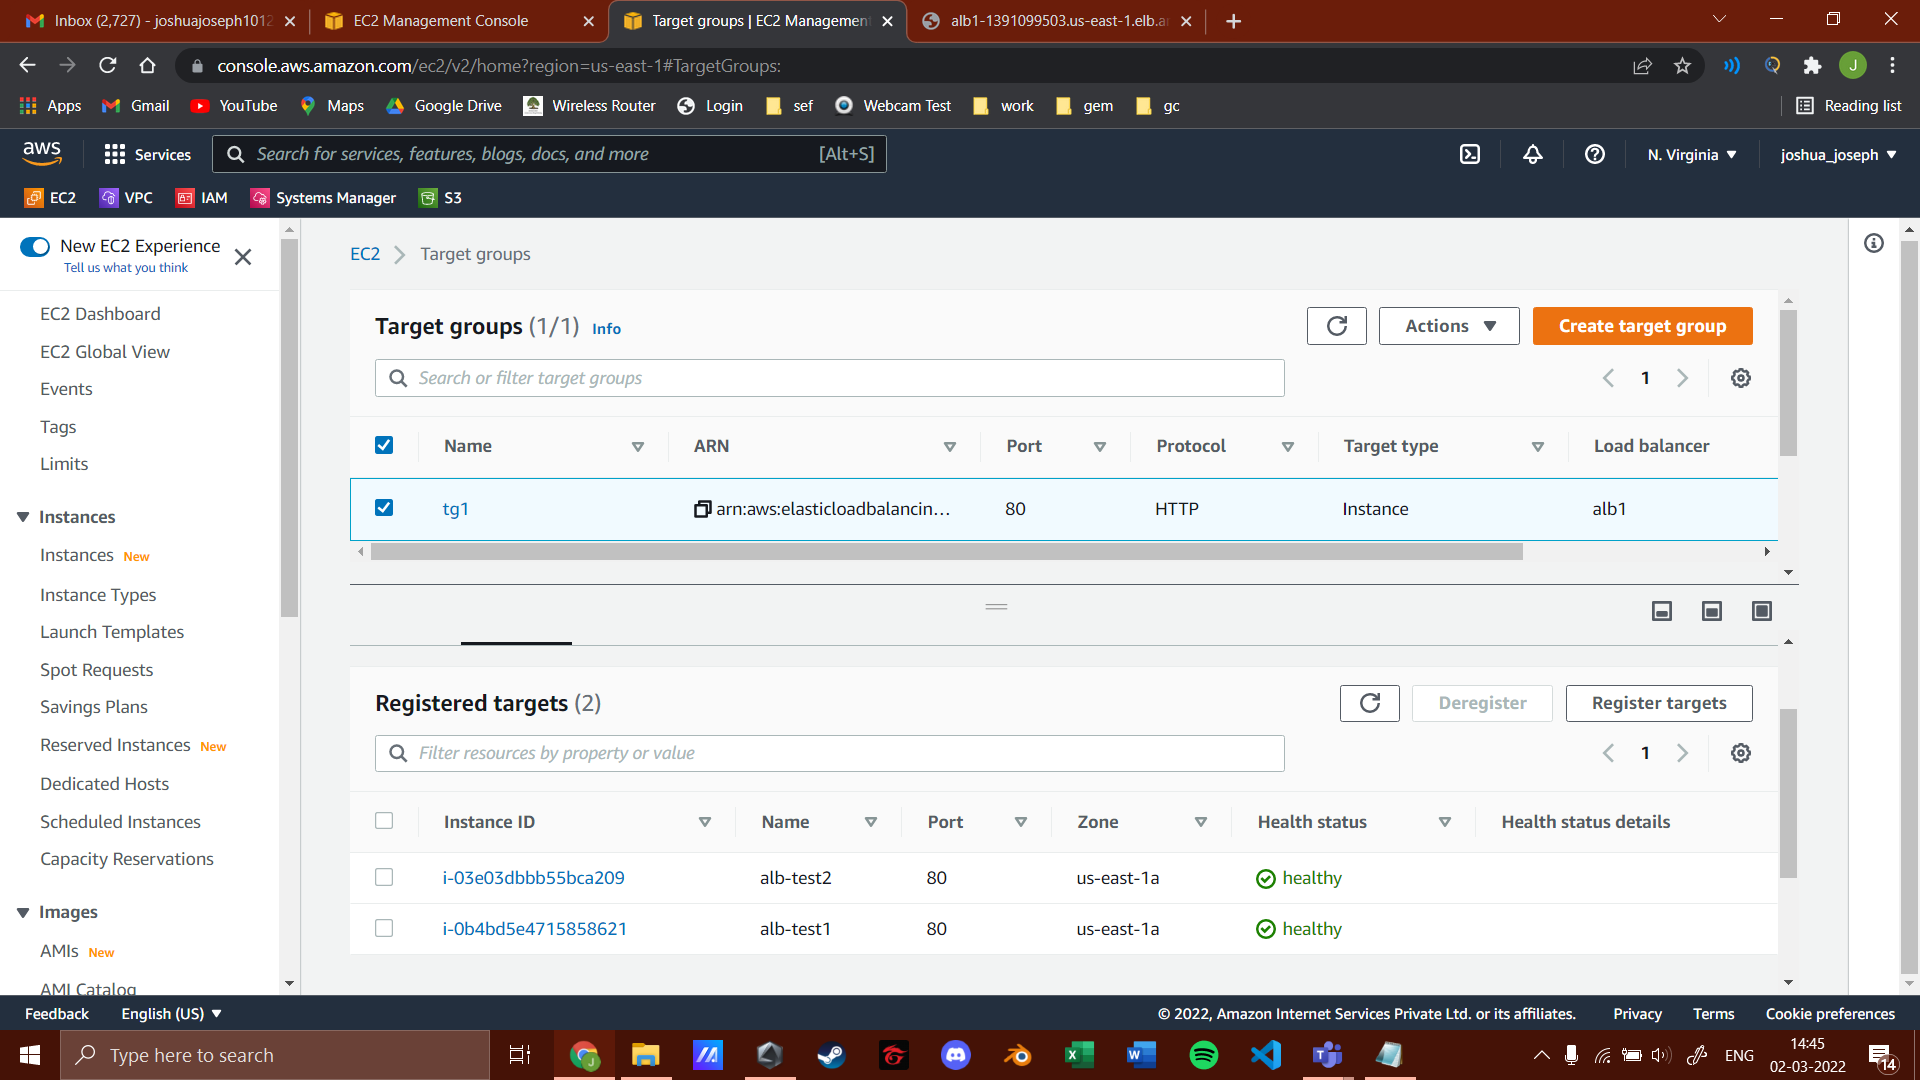 Inbox (2,727) - joshuajoseph1012
EC2 Management Console
Target groups | EC2 Management
alb1-1391099503.us-east-1.elb.a
console.aws.amazon.com/ec2/v2/home?region=us-east-1#TargetGroups:
J
Apps
Gmail
YouTube
Maps
Google Drive
Wireless Router
Login
sef
Webcam Test
work
gem
gc
Reading list
aws
Services
Search for services, features, blogs, docs, and more
[Alt+S]
N. Virginia
joshua_joseph
EC2
VPC
IAM
Systems Manager
S3
New EC2 Experience
Tell us what you think
EC2 Dashboard
EC2 Global View
Events
Tags
Limits
Instances
Instances New
Instance Types
Launch Templates
Spot Requests
Savings Plans
Reserved Instances New
Dedicated Hosts
Scheduled Instances
Capacity Reservations
Images
AMIs New
AMI Catalog
EC2 > Target groups
Target groups (1/1) Info
Actions
Create target group
Search or filter target groups
1
Name ARN Port Protocol Target type Load balancer
tg1 arn:aws:elasticloadbalancin... 80 HTTP Instance alb1
Registered targets (2)
Deregister
Register targets
Filter resources by property or value
1
Instance ID Name Port Zone Health status Health status details
i-03e03dbbb55bca209 alb-test2 80 us-east-1a healthy
i-0b4bd5e4715858621 alb-test1 80 us-east-1a healthy
Feedback English (US) © 2022, Amazon Internet Services Private Ltd. or its affiliates. Privacy Terms Cookie preferences
Type here to search
ENG
14:45
02-03-2022
14